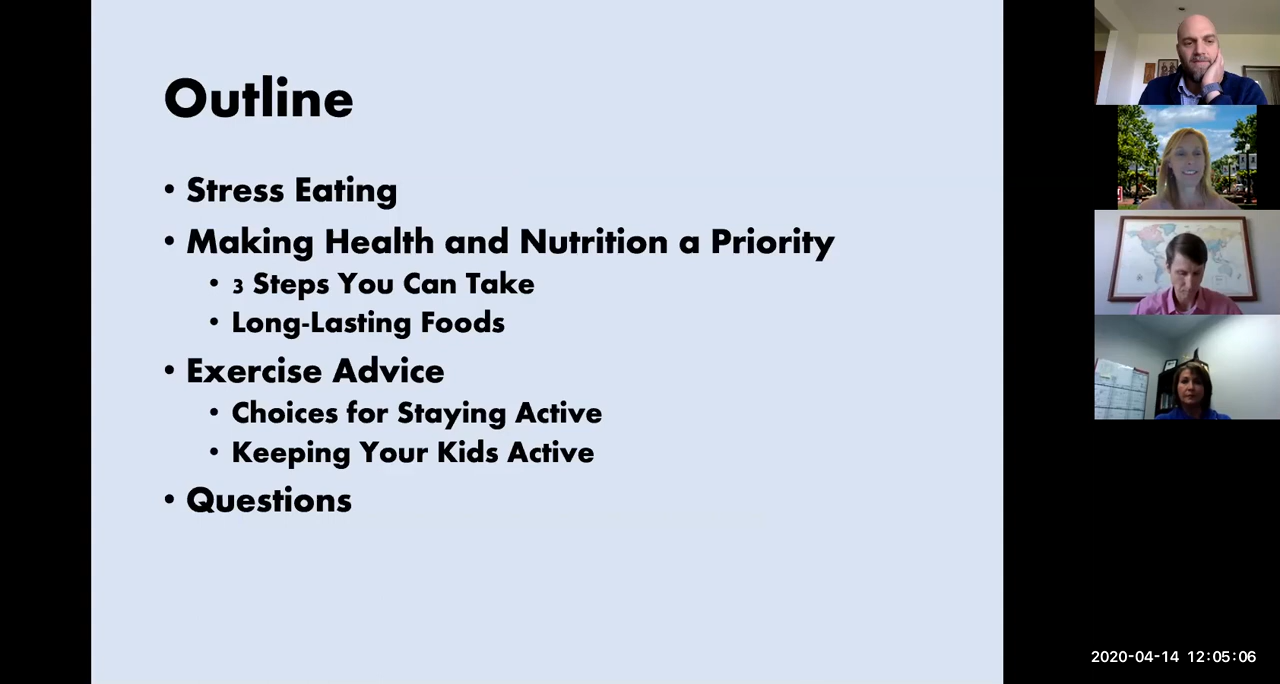 Outline
• Stress Eating
• Making Health and Nutrition a Priority
• 3 Steps You Can Take
• Long-Lasting Foods
• Exercise Advice
• Choices for Staying Active
• Keeping Your Kids Active
• Questions
2020-04-14 12:05:06